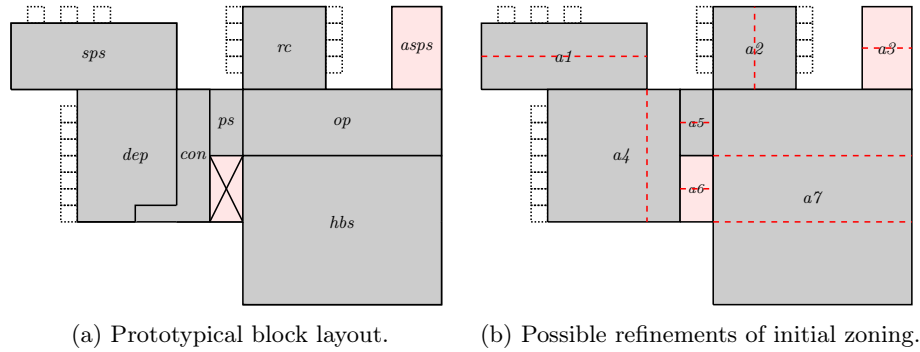 sps
rc
asps
ps
op
dep
con
hbs
(a) Prototypical block layout.
a1
a2
a3
a5
a4
a6
a7
(b) Possible refinements of initial zoning.